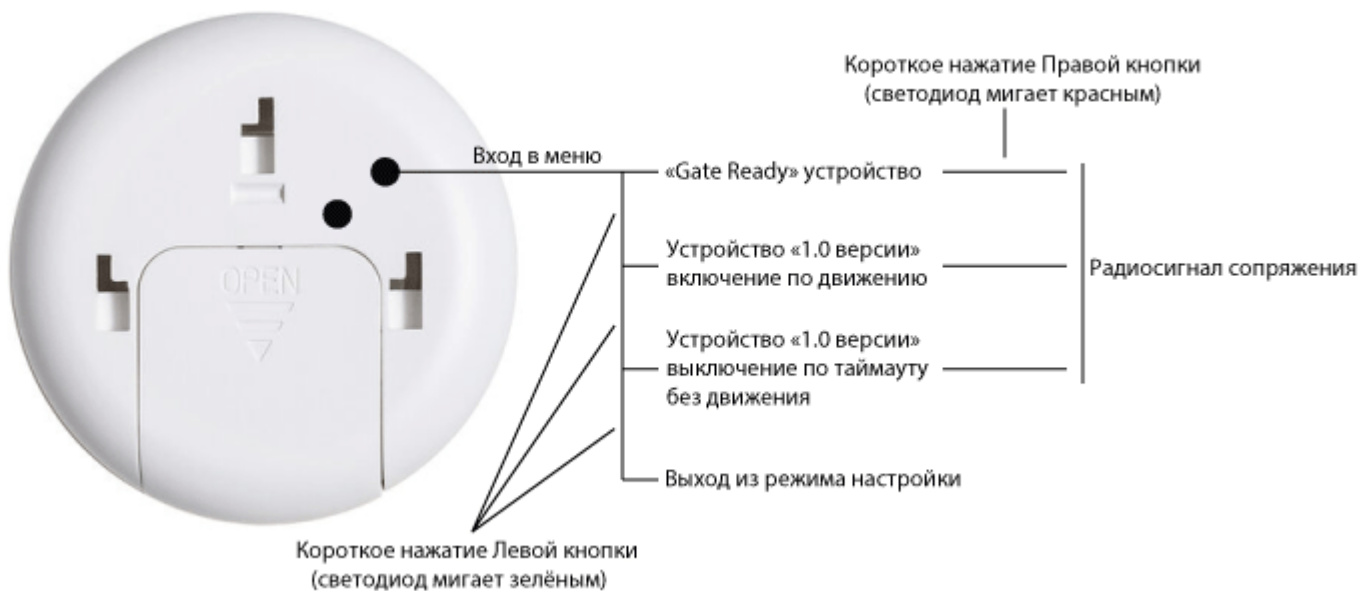 Короткое нажатие Правой кнопки
(светодиод мигает красным)
Вход в меню
«Gate Ready» устройство
OPEN
Устройство «1.0 версии»
включение по движению
Радиосигнал сопряжения
Устройство «1.0 версии»
выключение по таймауту
без движения
Выход из режима настройки
Короткое нажатие Левой кнопки
(светодиод мигает зелёным)